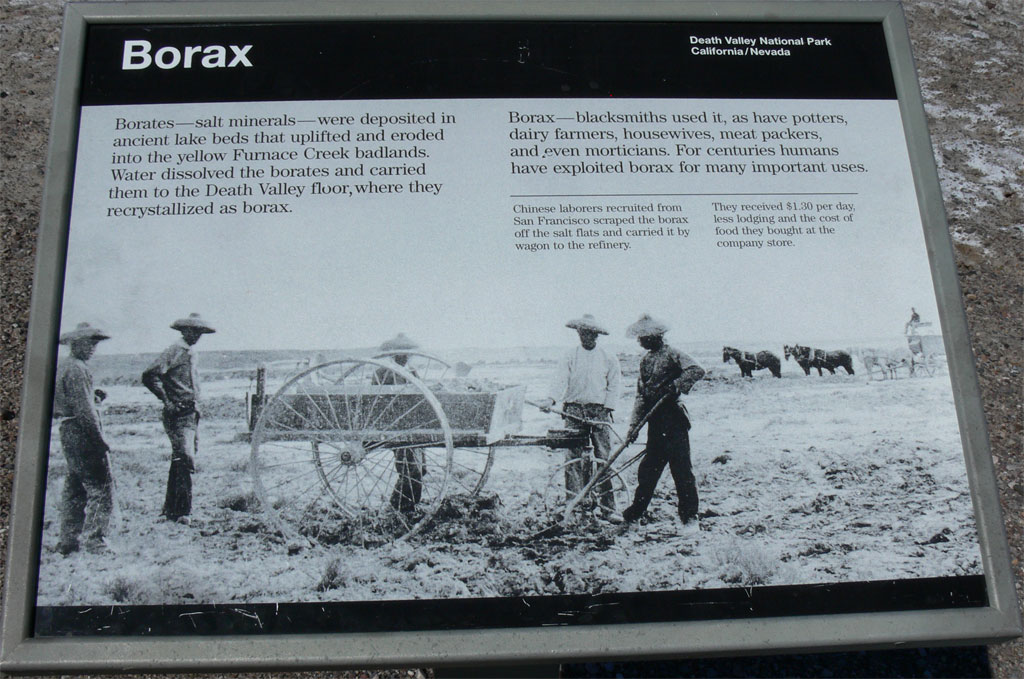 Borax
Death Valley National Park
California/Nevada
Borates—salt minerals—were deposited in
ancient lake beds that uplifted and eroded
into the yellow Furnace Creek badlands.
Water dissolved the borates and carried
them to the Death Valley floor, where they
recrystallized as borax.
Borax—blacksmiths used it, as have potters,
dairy farmers, housewives, meat packers,
and even morticians. For centuries humans
have exploited borax for many important uses.
Chinese laborers recruited from
San Francisco scraped the borax
off the salt flats and carried it by
wagon to the refinery.
They received $1.30 per day,
less lodging and the cost of
food they bought at the
company store.